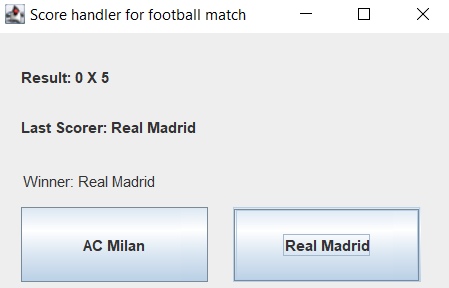 Score handler for football match
Result: 0 X 5
Last Scorer: Real Madrid
Winner: Real Madrid
AC Milan
Real Madrid